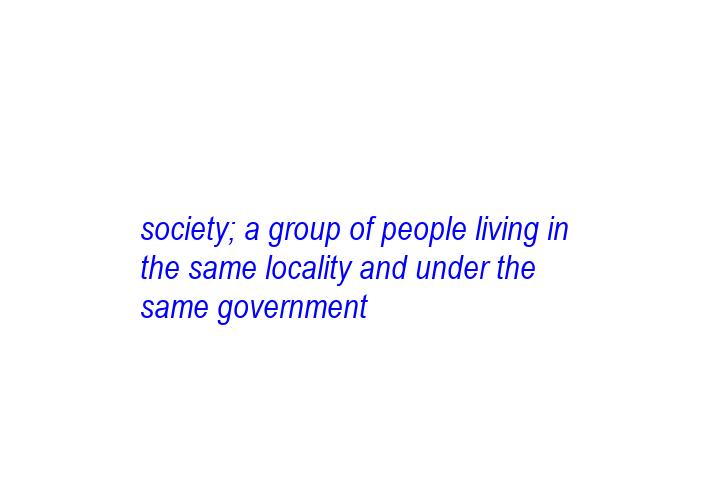 society; a group of people living in
the same locality and under the
same government